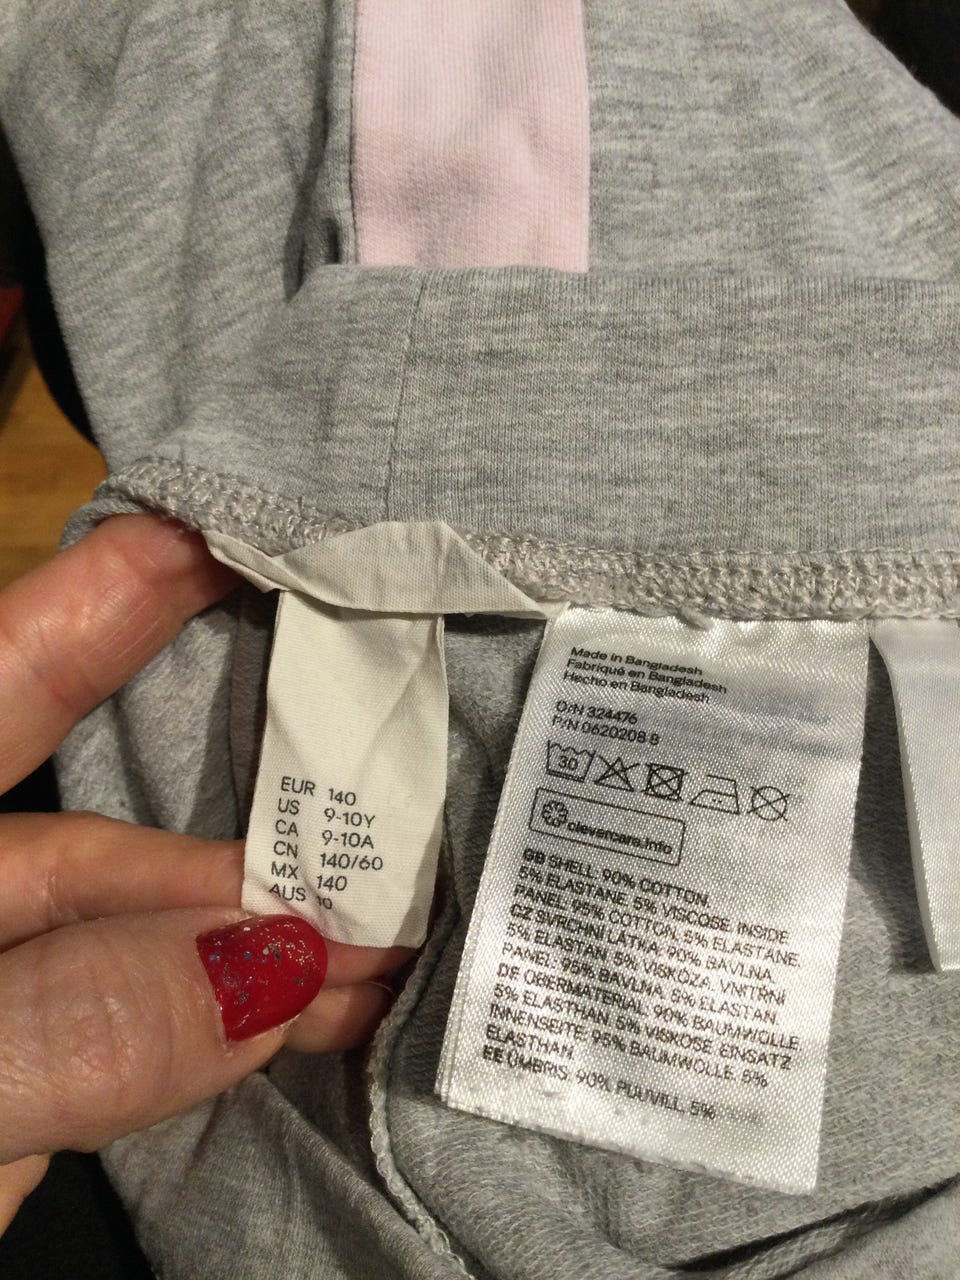 EUR 140
US 9-10Y
CA 9-10A
CN 140/60
MX 140
AUS 10
Made in Bangladesh
Fabriqué en Bangladesh
Hecho en Bangladesh
O/N 324476
P/N 0620208 8
30
clevercare.info
GB SHELL: 90% COTTON.
5% ELASTANE. 5% VISCOSE. INSIDE
PANEL: 95% COTTON. 5% ELASTANE.
CZ SVRCHNÍ LÁTKA: 90% BAVLNA.
5% ELASTAN. 5% VISKÓZA. VNITŘNÍ
PANEL: 95% BAVLNA. 5% ELASTAN.
DE OBERMATERIAL: 90% BAUMWOLLE.
5% ELASTHAN. 5% VISKOSE. EINSATZ
INNENSEITE: 95% BAUMWOLLE. 5%
ELASTHAN.
EE ÜMBRIS: 90% PUUVILL. 5%